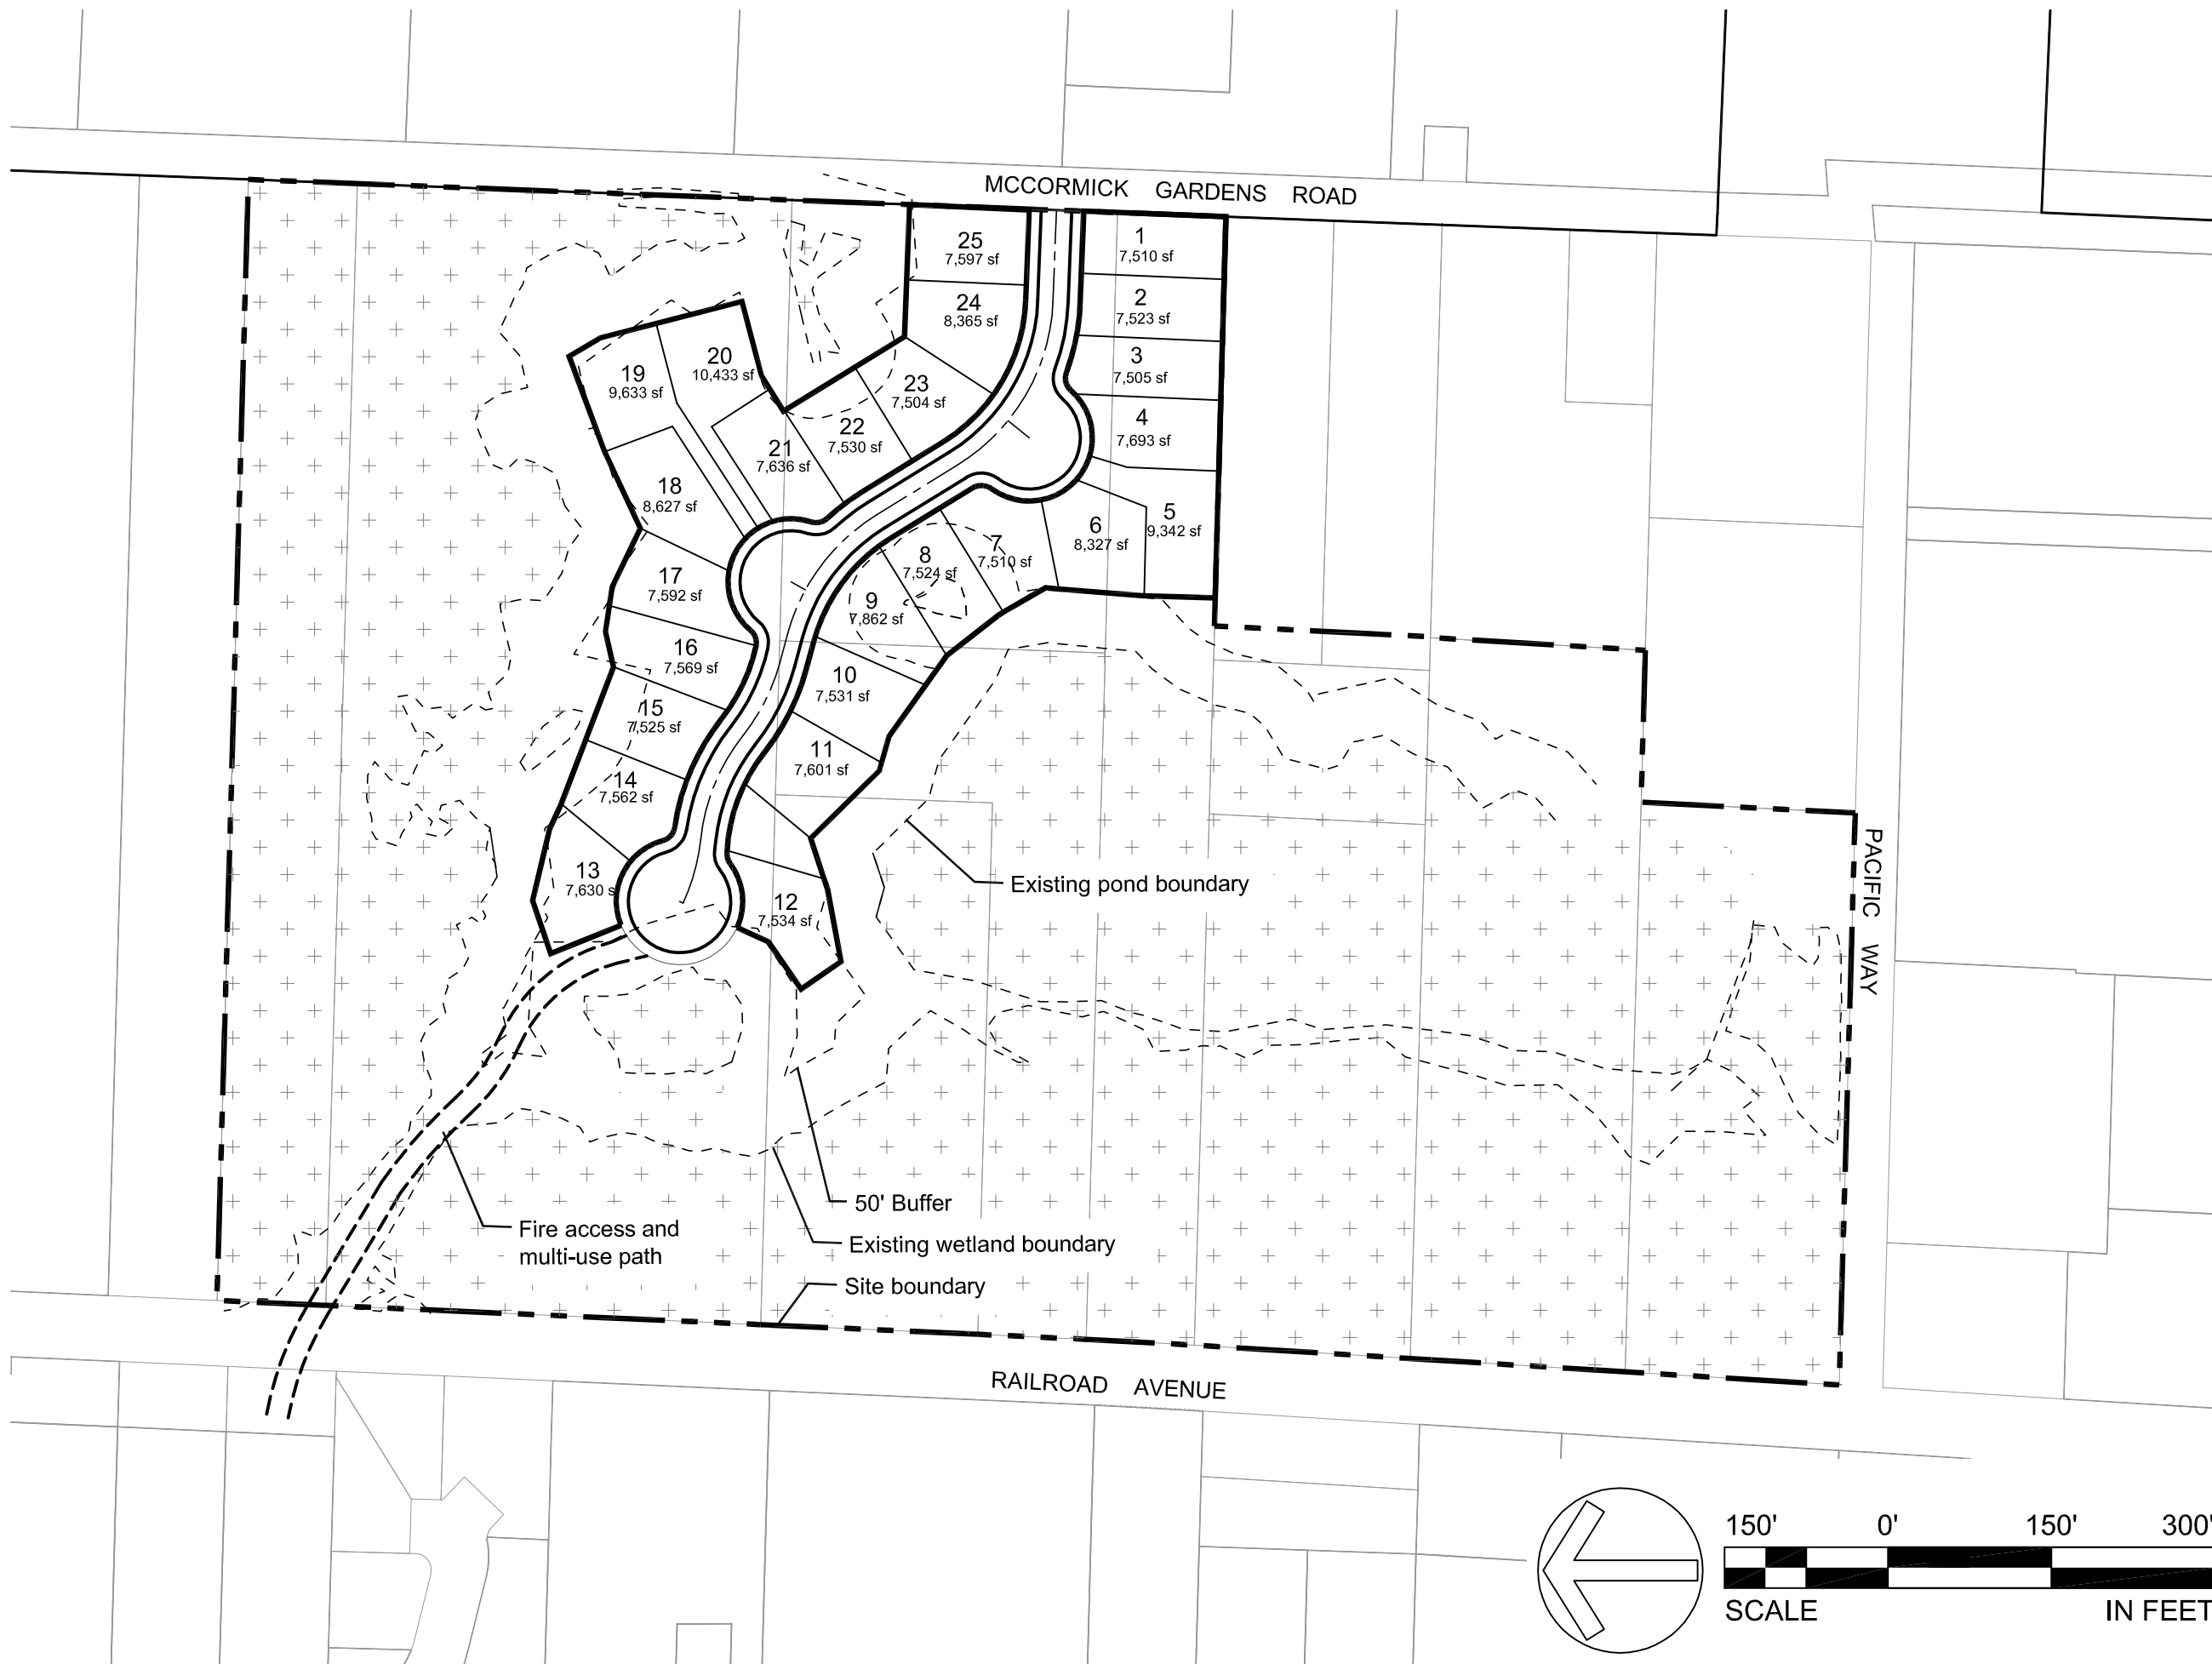 MCCORMICK GARDENS ROAD
25
7,597 sf
1
7,510 sf
24
8,365 sf
2
7,523 sf
3
7,505 sf
20
10,433 sf
19
9,633 sf
23
7,504 sf
4
7,693 sf
22
7,530 sf
21
7,636 sf
18
8,627 sf
5
9,342 sf
6
8,327 sf
7
7,510 sf
8
7,524 sf
17
7,592 sf
9
7,862 sf
16
7,569 sf
10
7,531 sf
15
7,525 sf
11
7,601 sf
14
7,562 sf
13
7,630 s
12
7,534 sf
Existing pond boundary
PACIFIC WAY
50' Buffer
Fire access and
multi-use path
Existing wetland boundary
Site boundary
RAILROAD AVENUE
150' 0' 150' 300'
SCALE IN FEET